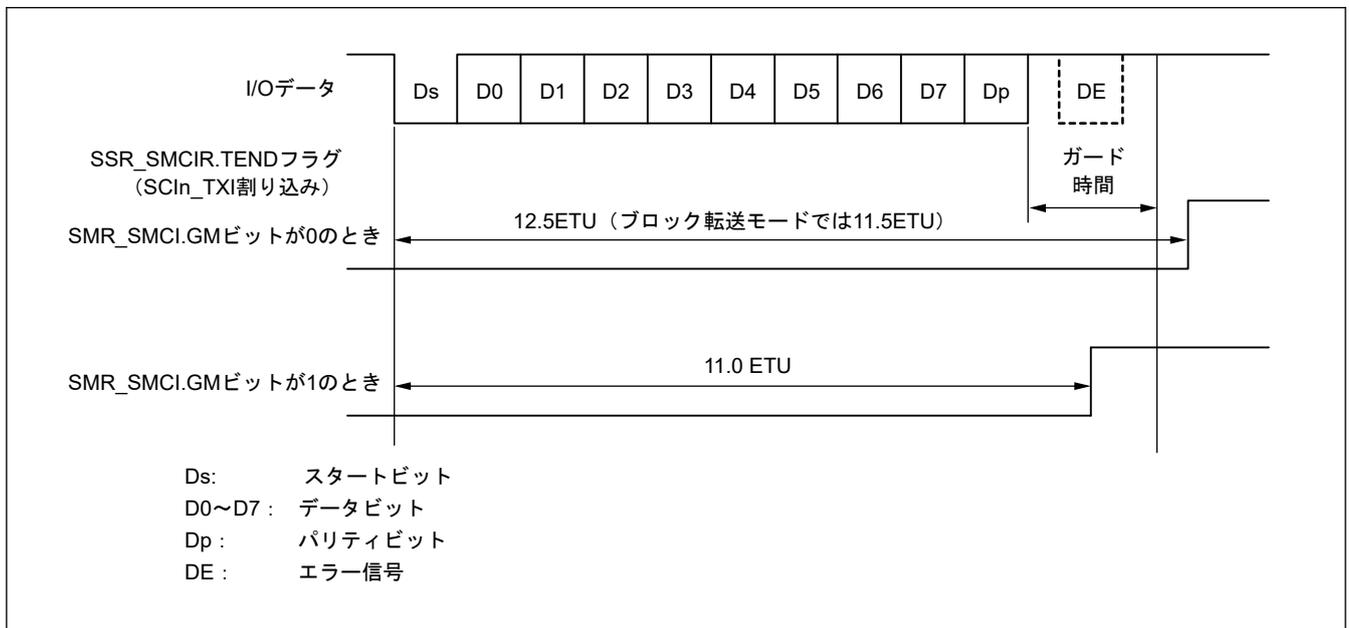 I/Oデータ
Ds D0 D1 D2 D3 D4 D5 D6 D7 Dp DE
SSR_SMCIR.TENDフラグ
（SCIn_TXI割り込み）
ガード
時間
12.5ETU（ブロック転送モードでは11.5ETU）
SMR_SMCI.GMビットが0のとき
11.0 ETU
SMR_SMCI.GMビットが1のとき
Ds: スタートビット
D0～D7： データビット
Dp： パリティビット
DE： エラー信号